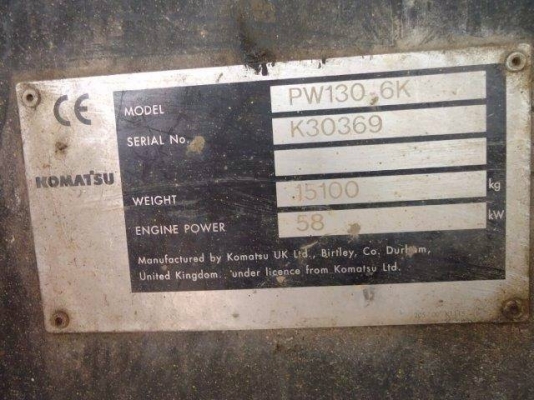 CE
MODEL PW130-6K
SERIAL No. K30369
KOMATSU
WEIGHT 15100 kg
ENGINE POWER 58 kW
Manufactured by Komatsu UK Ltd., Birtley, Co. Durham,
United Kingdom. under licence from Komatsu Ltd.